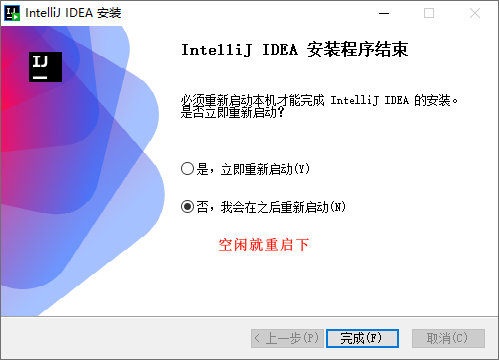 IntelliJ IDEA 安装
IJ
IntelliJ IDEA 安装程序结束
必须重新启动本机才能完成 IntelliJ IDEA 的安装。
是否立即重新启动?
是，立即重新启动(Y)
否，我会在之后重新启动(N)
空闲就重启下
< 上一步(P)
完成(F)
取消(C)